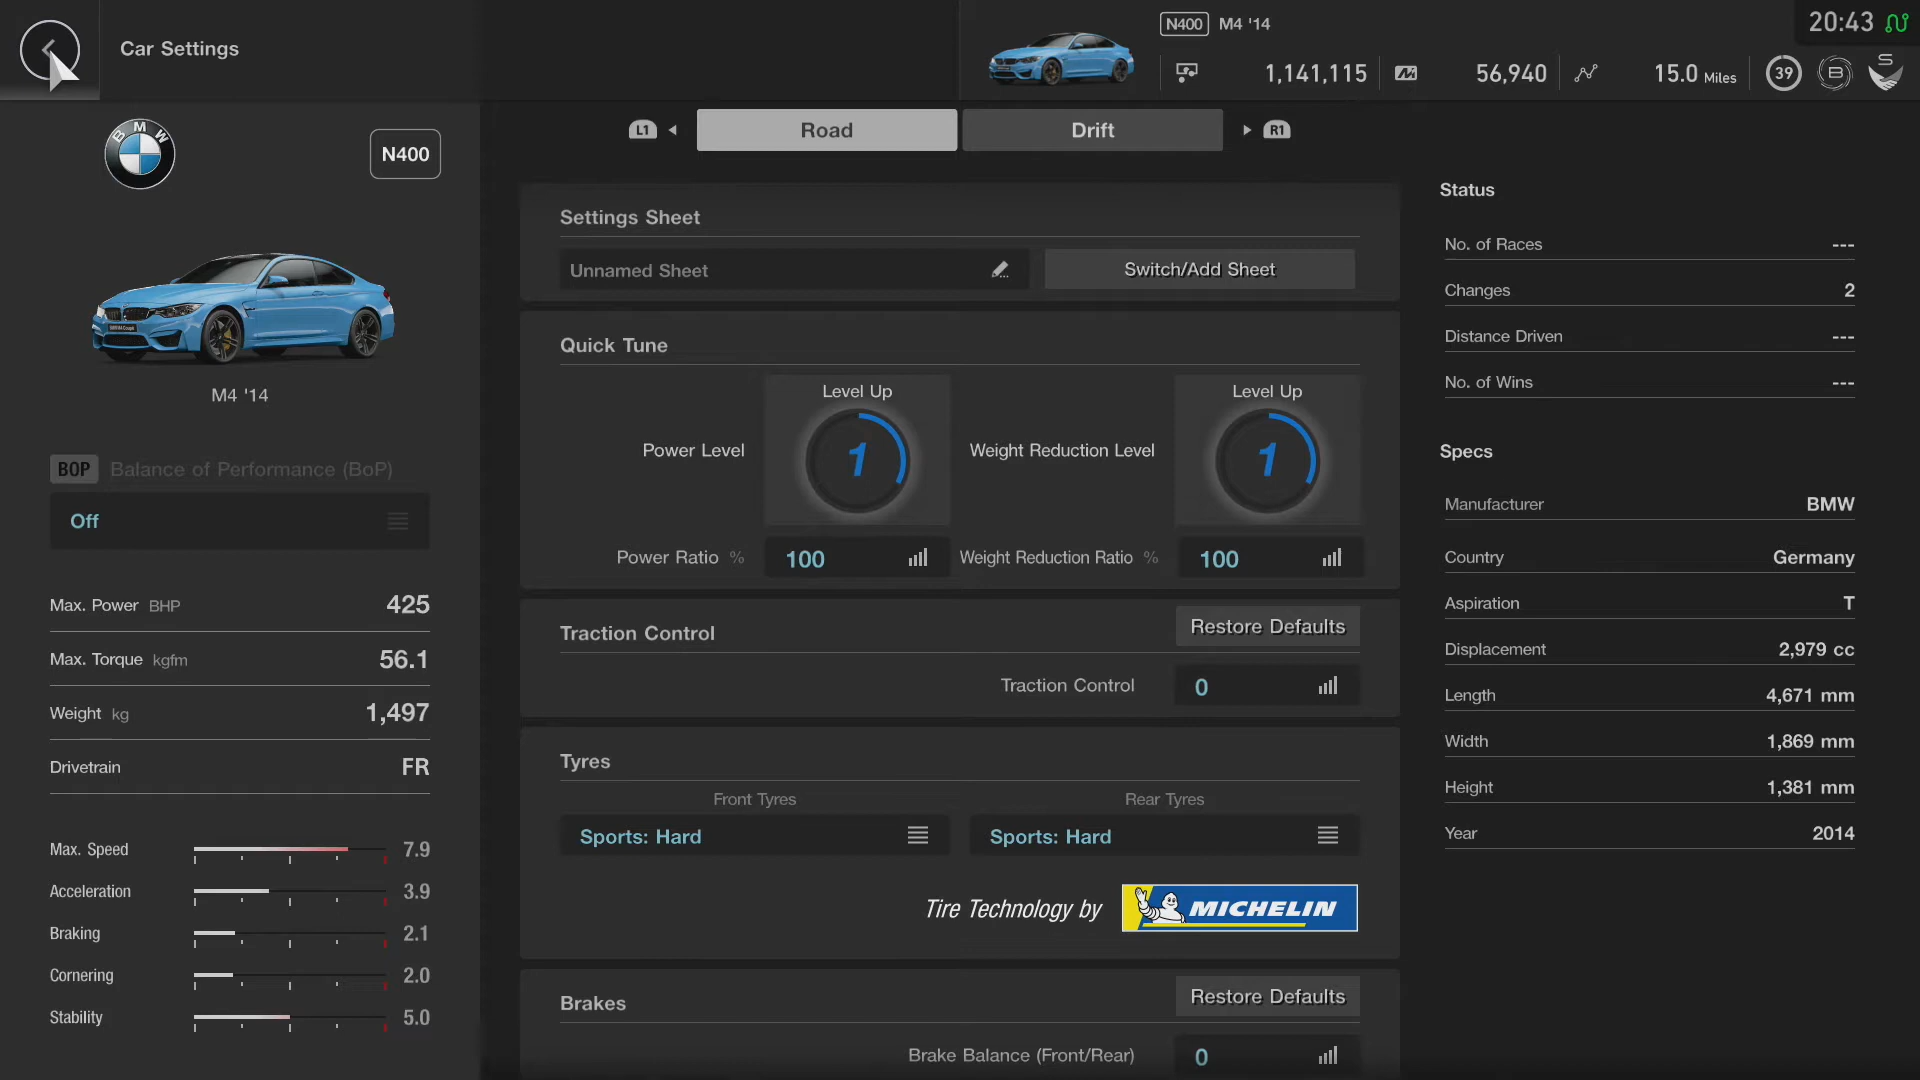 Car Settings
N400 M4 '14
20:43
1,141,115
56,940
15.0 Miles
39
B
S
BMW
N400
M4 '14
BOP Balance of Performance (BoP)
Off
Max. Power BHP 425
Max. Torque kgfm 56.1
Weight kg 1,497
Drivetrain FR
Max. Speed 7.9
Acceleration 3.9
Braking 2.1
Cornering 2.0
Stability 5.0
L1 Road Drift R1
Settings Sheet
Unnamed Sheet Switch/Add Sheet
Quick Tune
Level Up Level Up
Power Level 1 Weight Reduction Level 1
Power Ratio % 100 Weight Reduction Ratio % 100
Traction Control Restore Defaults
Traction Control 0
Tyres
Front Tyres Rear Tyres
Sports: Hard Sports: Hard
Tire Technology by MICHELIN
Brakes Restore Defaults
Brake Balance (Front/Rear) 0
Status
No. of Races ---
Changes 2
Distance Driven ---
No. of Wins ---
Specs
Manufacturer BMW
Country Germany
Aspiration T
Displacement 2,979 cc
Length 4,671 mm
Width 1,869 mm
Height 1,381 mm
Year 2014